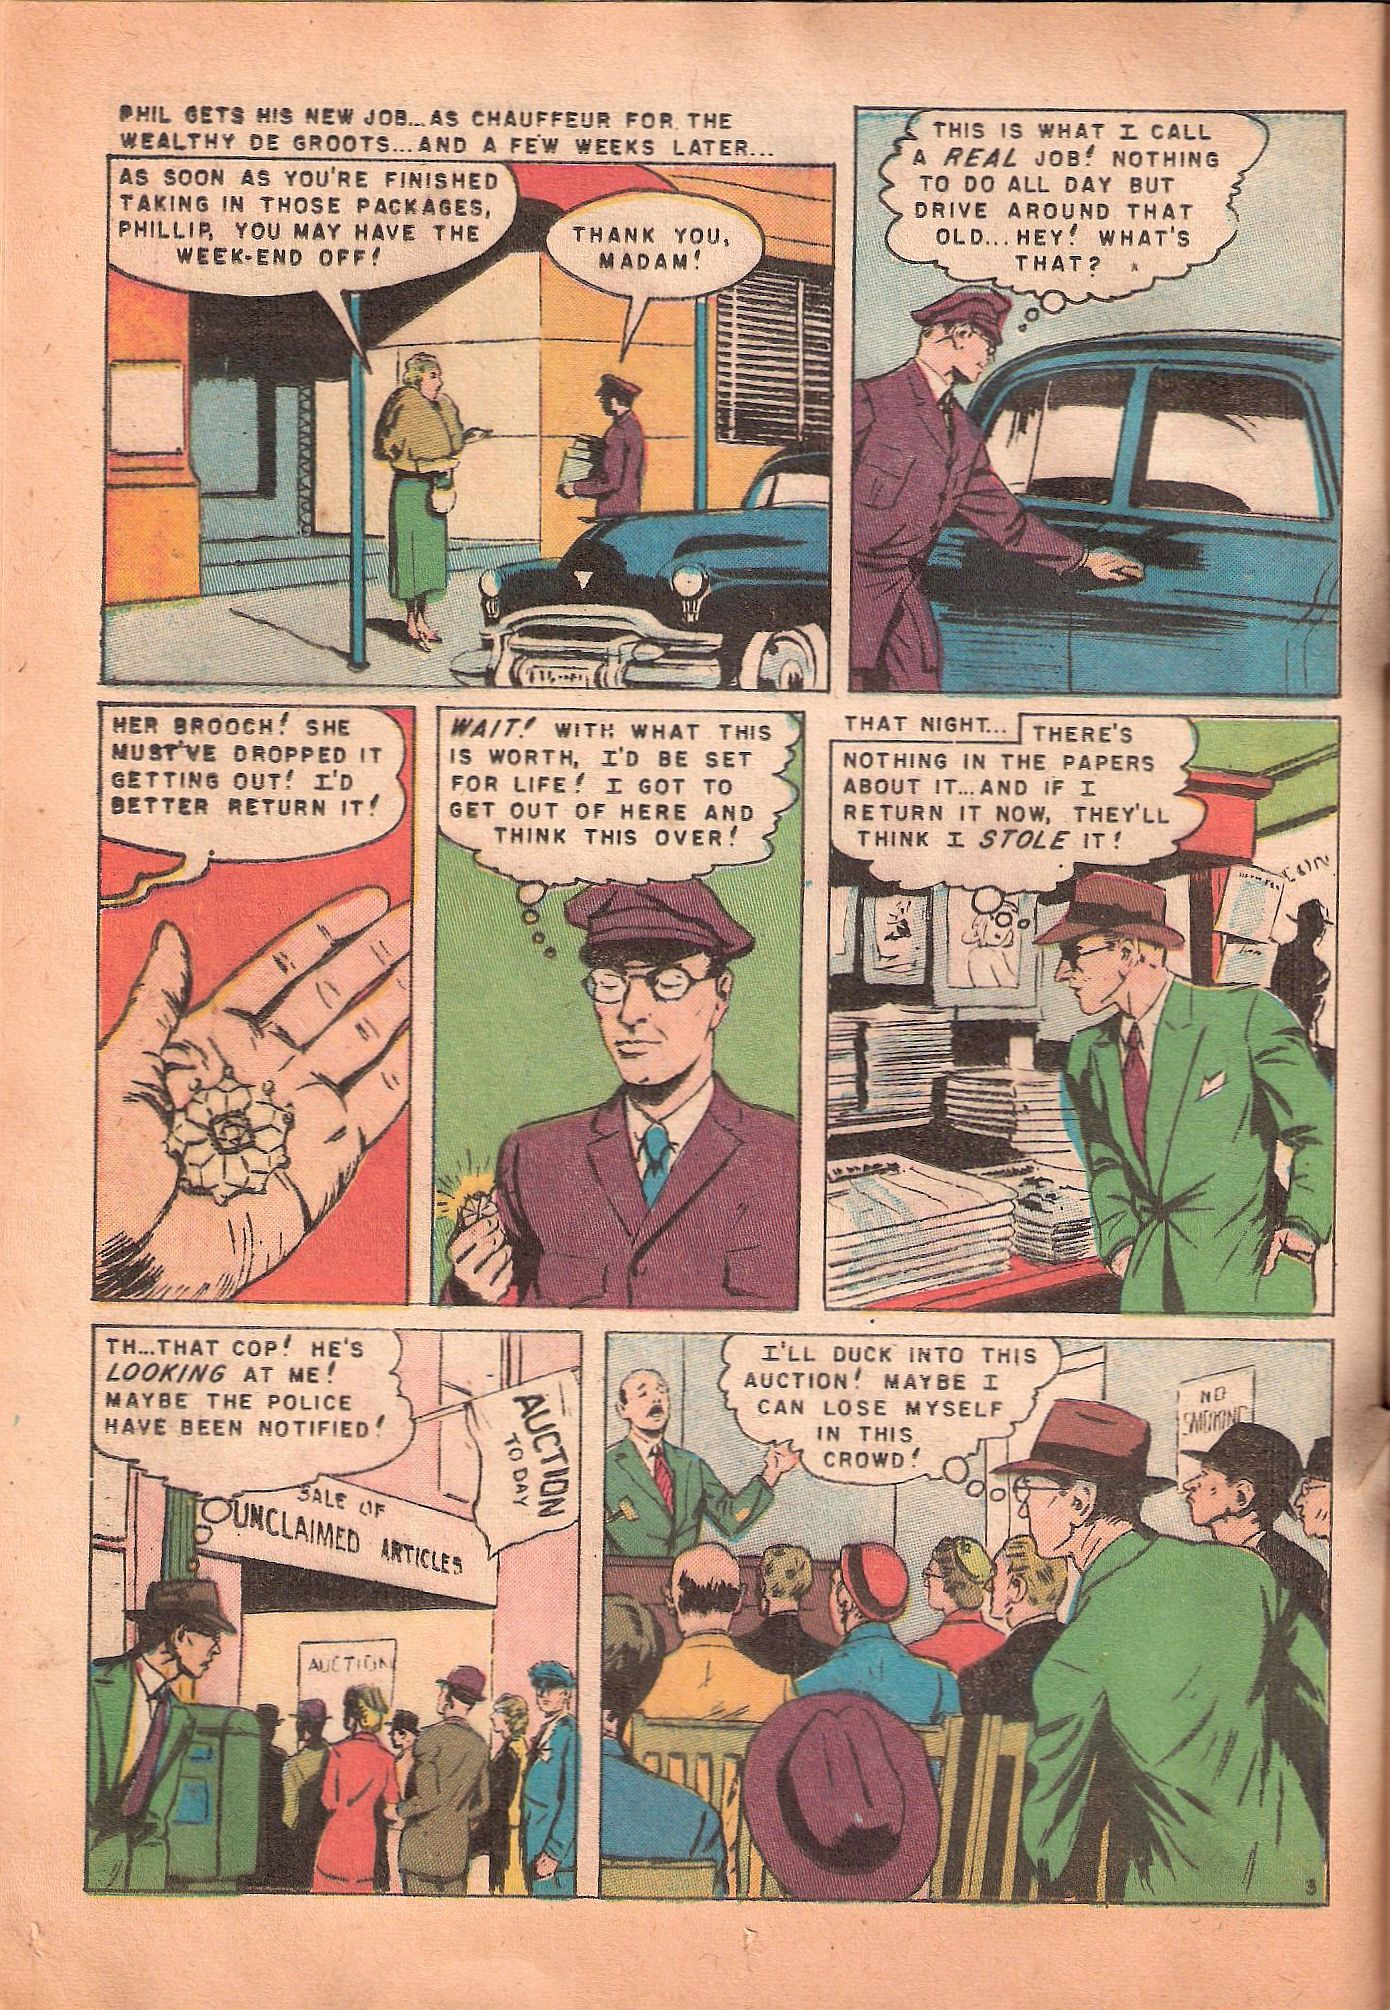 PHIL GETS HIS NEW JOB...AS CHAUFFEUR FOR THE
WEALTHY DE GROOTS...AND A FEW WEEKS LATER...
AS SOON AS YOU'RE FINISHED
TAKING IN THOSE PACKAGES,
PHILLIP, YOU MAY HAVE THE
WEEK-END OFF!
THANK YOU,
MADAM!
THIS IS WHAT I CALL
A REAL JOB! NOTHING
TO DO ALL DAY BUT
DRIVE AROUND THAT
OLD...HEY! WHAT'S
THAT?
HER BROOCH! SHE
MUST'VE DROPPED IT
GETTING OUT! I'D
BETTER RETURN IT!
WAIT! WITH WHAT THIS
IS WORTH, I'D BE SET
FOR LIFE! I GOT TO
GET OUT OF HERE AND
THINK THIS OVER!
THAT NIGHT...
THERE'S
NOTHING IN THE PAPERS
ABOUT IT...AND IF I
RETURN IT NOW, THEY'LL
THINK I STOLE IT!
TH...THAT COP! HE'S
LOOKING AT ME!
MAYBE THE POLICE
HAVE BEEN NOTIFIED!
AUCTION
TODAY
SALE OF
UNCLAIMED ARTICLES
AUCTION
I'LL DUCK INTO THIS
AUCTION! MAYBE I
CAN LOSE MYSELF
IN THIS
CROWD!
NO
SMOKING
3